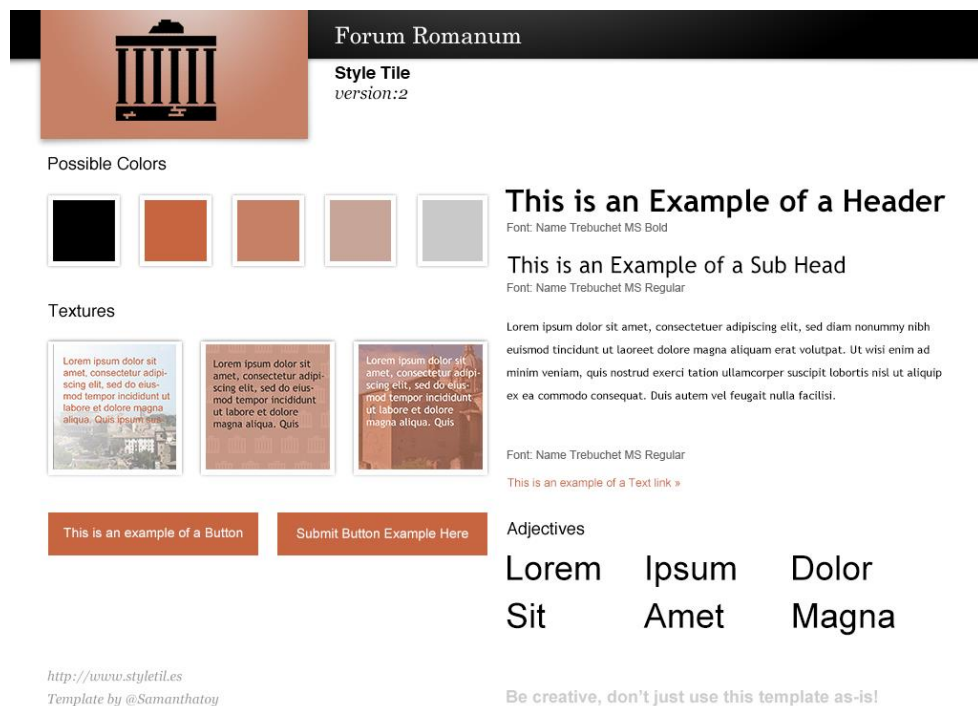 Forum Romanum
Style Tile
version:2
Possible Colors
Textures
Lorem ipsum dolor sit
amet, consectetur adipi-
scing elit, sed do eius-
mod tempor incididunt
ut labore et dolore magna
aliqua. Quis ipsum sus-
Lorem ipsum dolor sit
amet, consectetur adipi-
scing elit, sed do eius-
mod tempor incididunt
ut labore et dolore
magna aliqua. Quis
Lorem ipsum dolor sit
amet, consectetur adipi-
scing elit, sed do eius-
mod tempor incididunt
ut labore et dolore
magna aliqua. Quis
This is an example of a Button
Submit Button Example Here
This is an Example of a Header
Font: Name Trebuchet MS Bold
This is an Example of a Sub Head
Font: Name Trebuchet MS Regular
Lorem ipsum dolor sit amet, consectetuer adipiscing elit, sed diam nonummy nibh
euismod tincidunt ut laoreet dolore magna aliquam erat volutpat. Ut wisi enim ad
minim veniam, quis nostrud exerci tation ullamcorper suscipit lobortis nisl ut aliquip
ex ea commodo consequat. Duis autem vel feugait nulla facilisi.
Font: Name Trebuchet MS Regular
This is an example of a Text link »
Adjectives
Lorem Ipsum Dolor
Sit Amet Magna
http://www.styletil.es
Template by @Samanthatoy
Be creative, don't just use this template as-is!